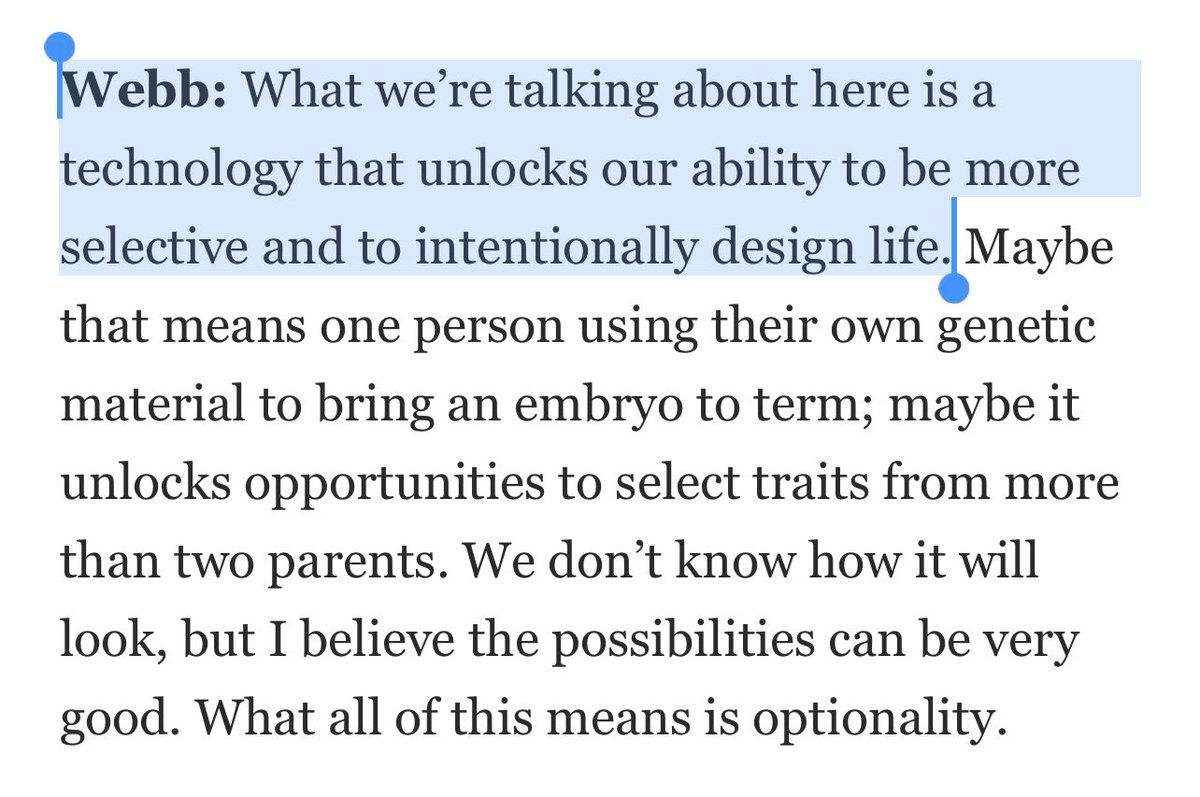 Webb: What we’re talking about here is a
technology that unlocks our ability to be more
selective and to intentionally design life. Maybe
that means one person using their own genetic
material to bring an embryo to term; maybe it
unlocks opportunities to select traits from more
than two parents. We don’t know how it will
look, but I believe the possibilities can be very
good. What all of this means is optionality.